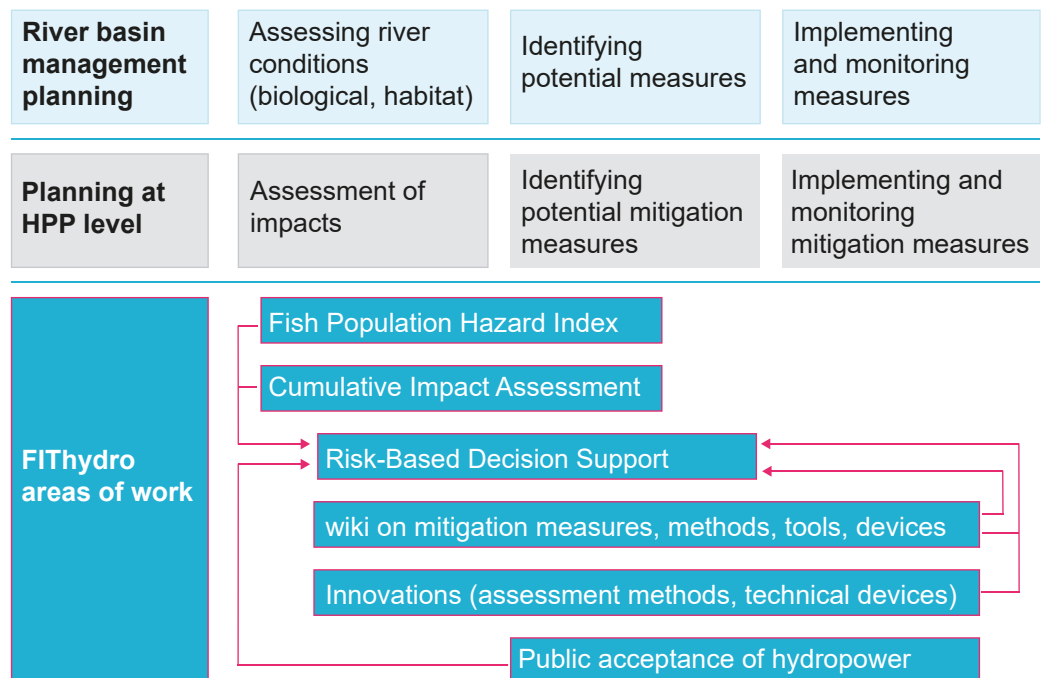 River basin
management
planning
Assessing river
conditions
(biological, habitat)
Identifying
potential measures
Implementing
and monitoring
measures
Planning at
HPP level
Assessment of
impacts
Identifying
potential mitigation
measures
Implementing and
monitoring
mitigation measures
FIThydro
areas of work
Fish Population Hazard Index
Cumulative Impact Assessment
Risk-Based Decision Support
wiki on mitigation measures, methods, tools, devices
Innovations (assessment methods, technical devices)
Public acceptance of hydropower